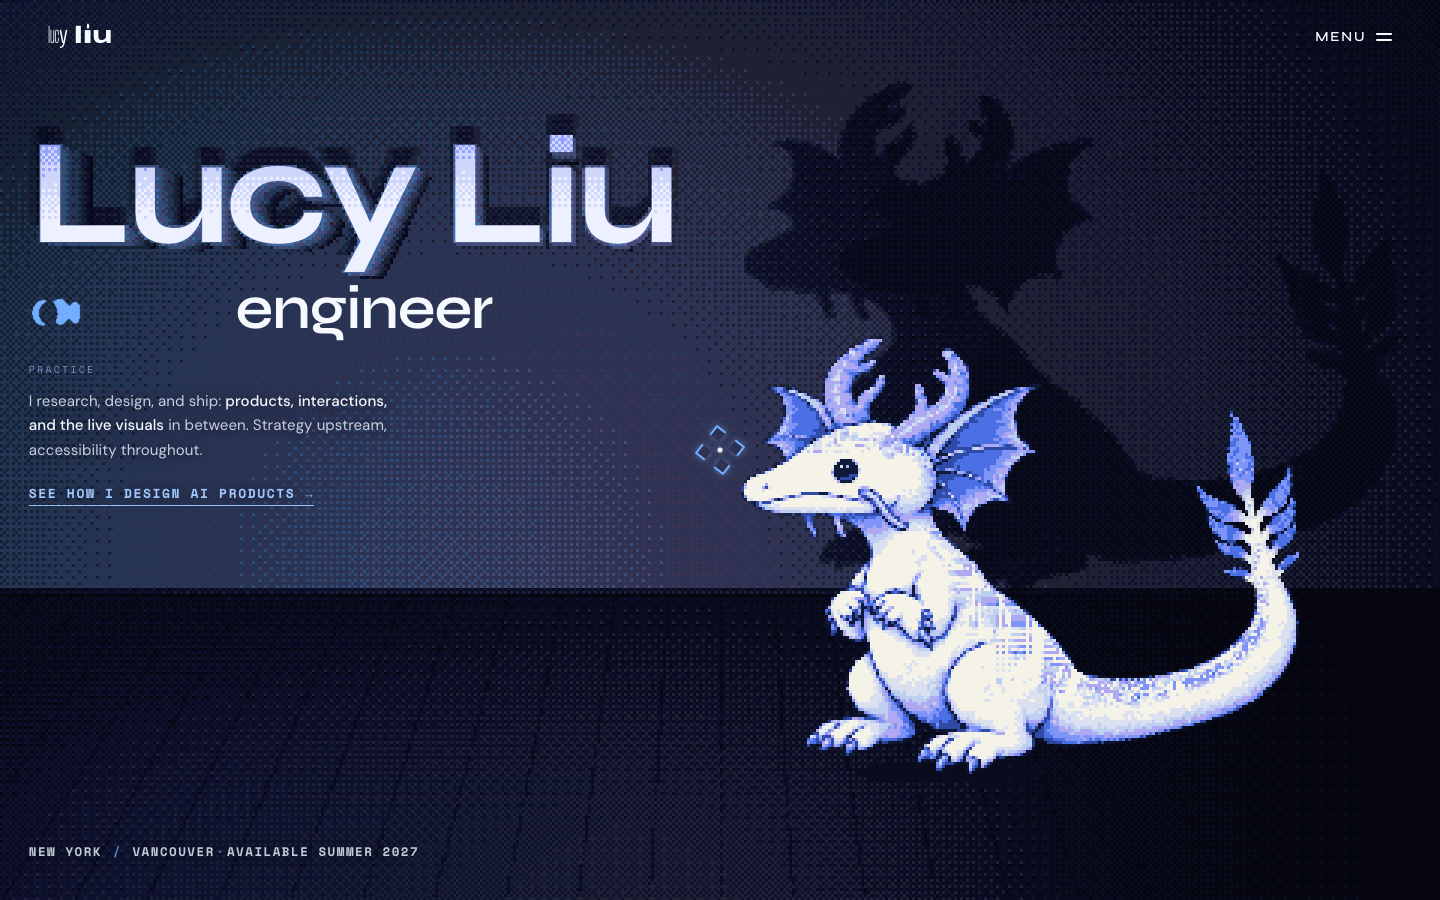 lucy liu
MENU
Lucy Liu
engineer
PRACTICE
I research, design, and ship: products, interactions,
and the live visuals in between. Strategy upstream,
accessibility throughout.
SEE HOW I DESIGN AI PRODUCTS →
NEW YORK / VANCOUVER · AVAILABLE SUMMER 2027